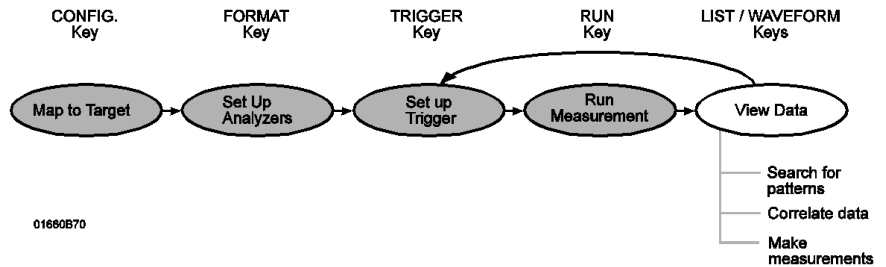 CONFIG.
Key
FORMAT
Key
TRIGGER
Key
RUN
Key
LIST / WAVEFORM
Keys
Map to Target
Set Up
Analyzers
Set up
Trigger
Run
Measurement
View Data
Search for
patterns
Correlate data
Make
measurements
01660B70